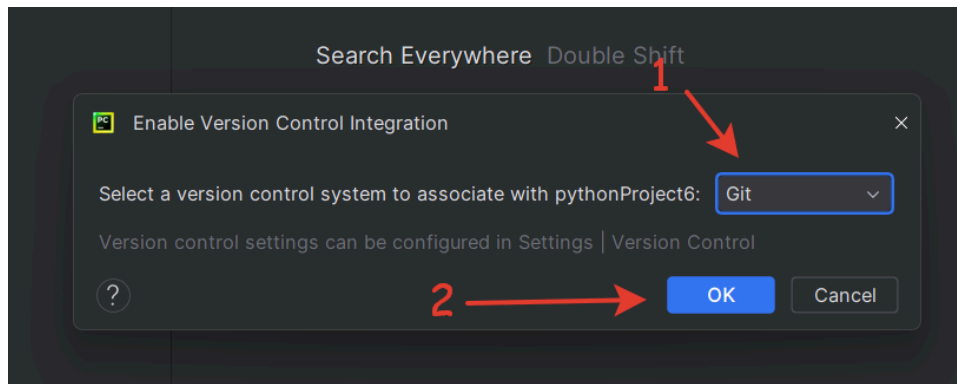 Search Everywhere Double Shift
1
PC
Enable Version Control Integration
Select a version control system to associate with pythonProject6: Git
Version control settings can be configured in Settings | Version Control
?
2
OK Cancel